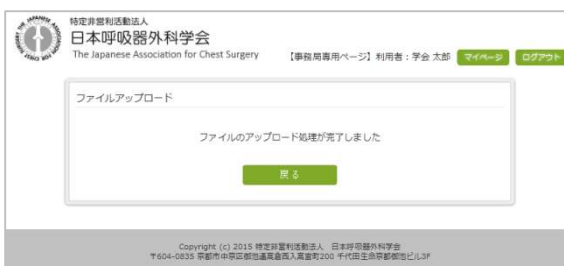 特定非営利活動法人
日本呼吸器外科学会
The Japanese Association for Chest Surgery
【事務局専用ページ】利用者：学会 太郎
マイページ
ログアウト
ファイルアップロード
ファイルのアップロード処理が完了しました
戻る
Copyright (c) 2015 特定非営利活動法人 日本呼吸器外科学会
〒604-0835 京都市中京区御池通高倉西入高宮町200 千代田生命京都御池ビル3F